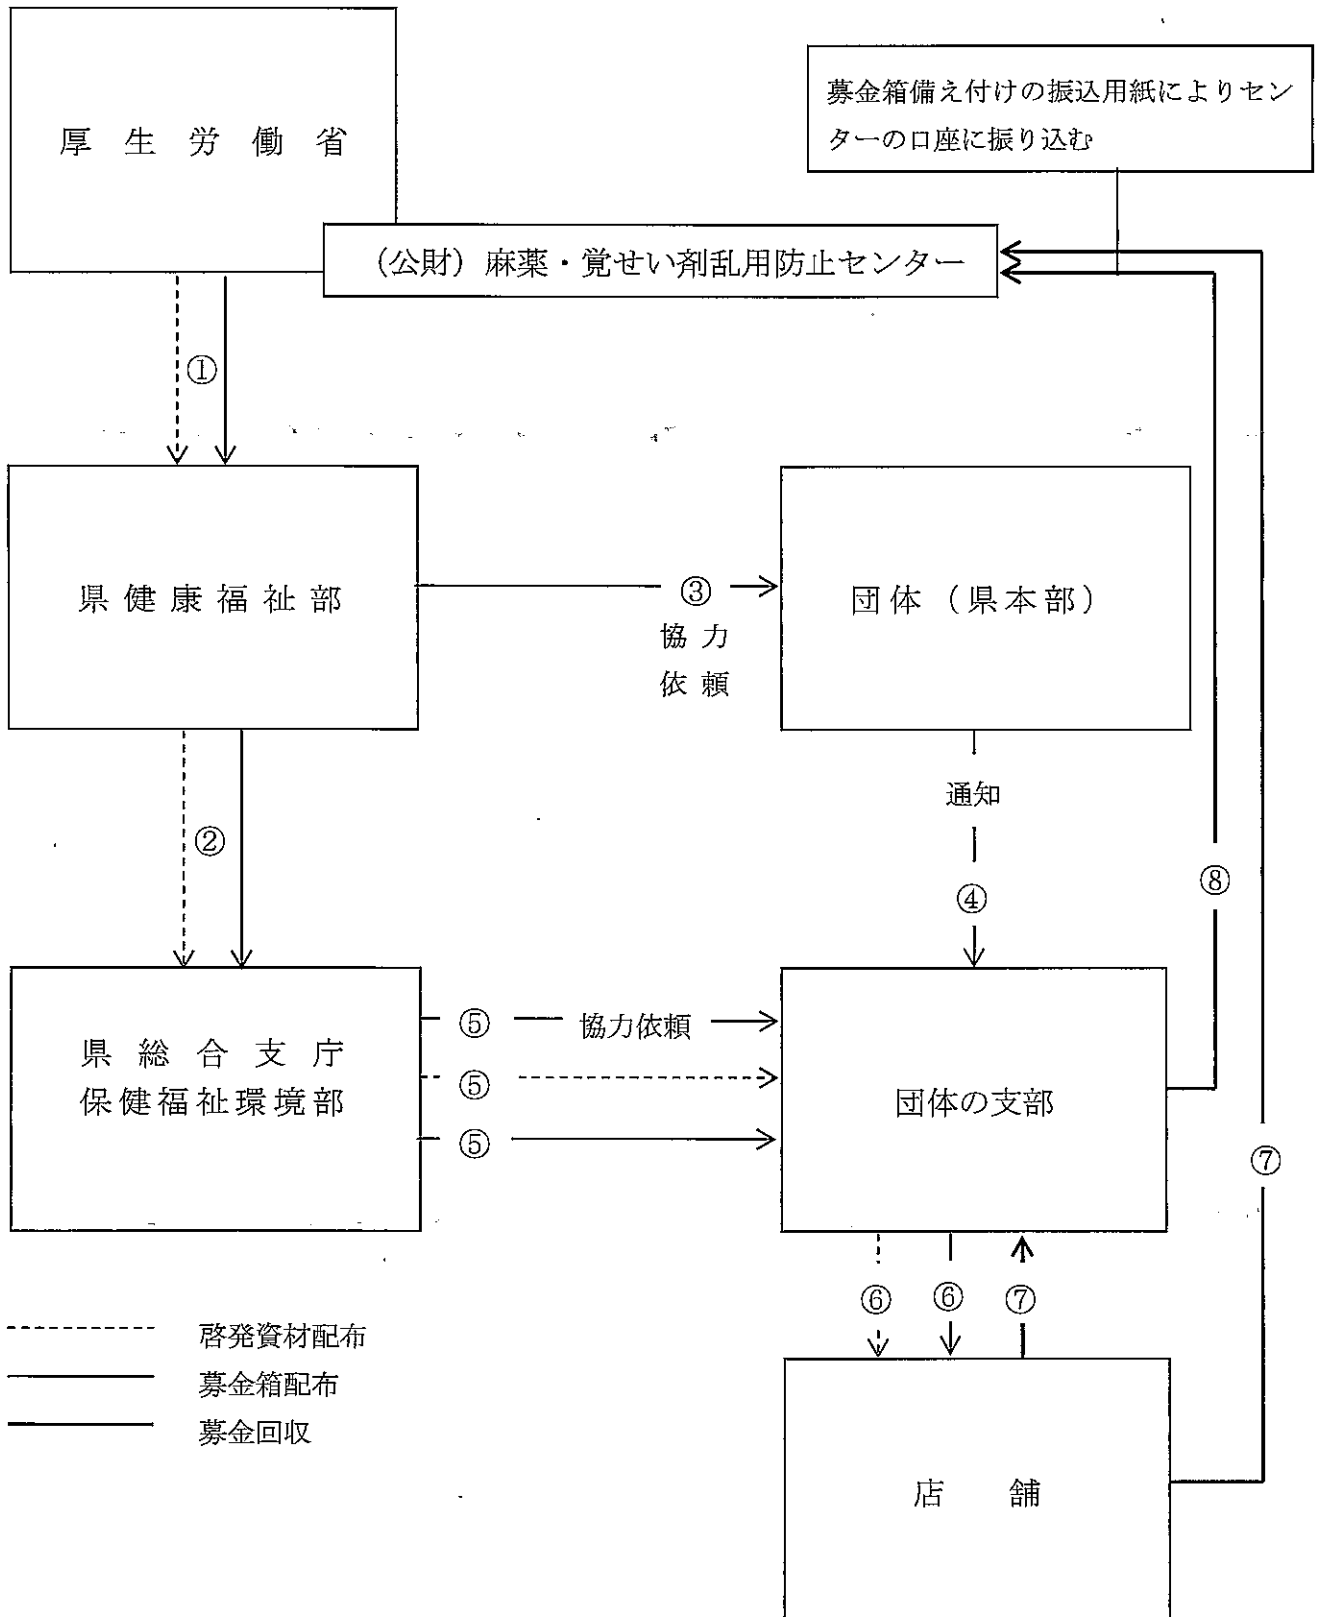 厚生労働省
募金箱備え付けの振込用紙によりセン
ターの口座に振り込む
(公財)麻薬・覚せい剤乱用防止センター
①
県健康福祉部
③
協力
依頼
団体(県本部)
通知
②
④
⑧
県総合支庁
保健福祉環境部
⑤ 協力依頼
⑤
⑤
団体の支部
⑦
⑥ ⑥ ⑦
啓発資材配布
募金箱配布
募金回収
店舗